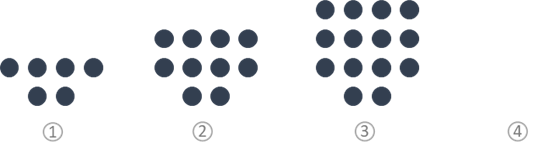 ① ② ③ ④